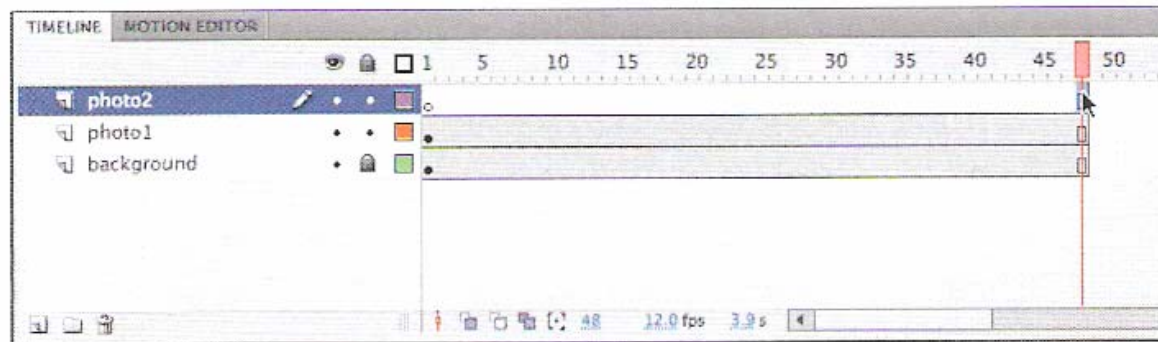 TIMELINE MOTION EDITOR
1 5 10 15 20 25 30 35 40 45 50
photo2
photo1
background
48 12.0 fps 3.9 s